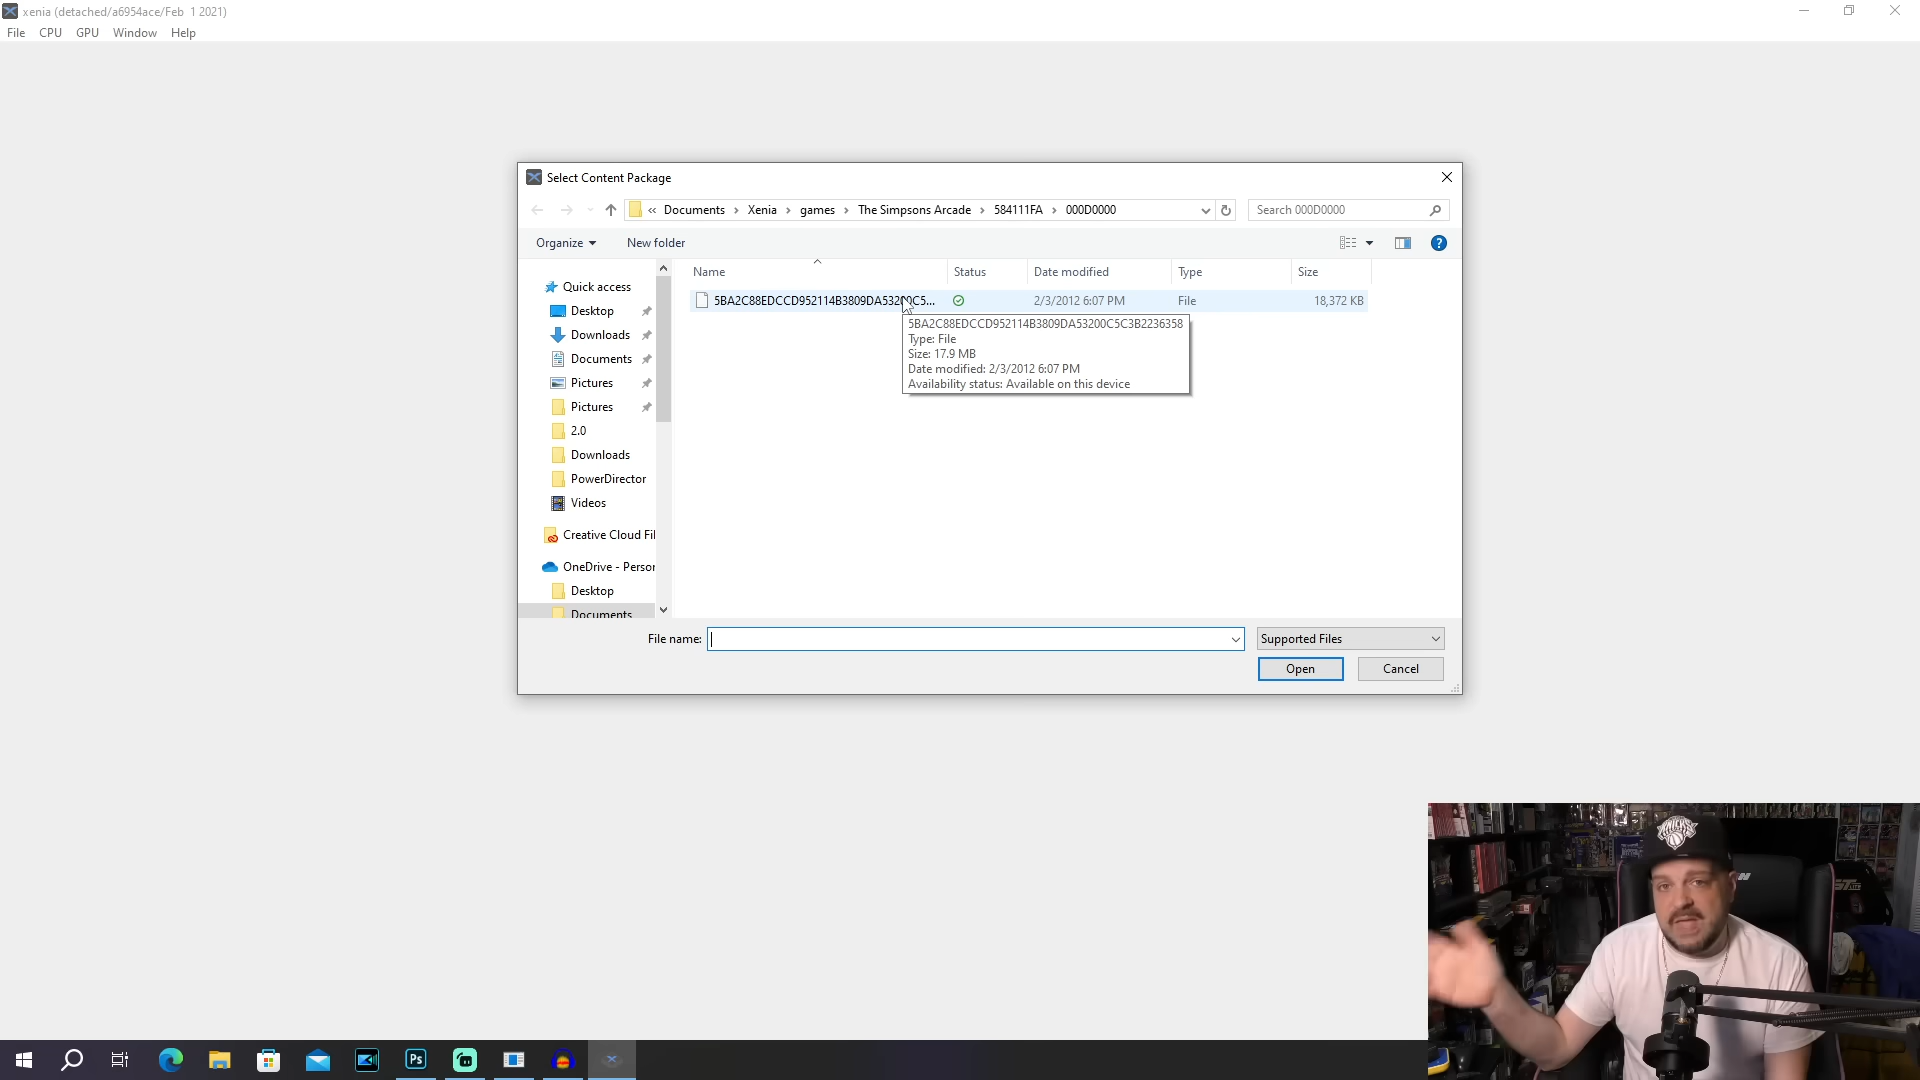 xenia (detached/a6954ace/Feb 1 2021)
File CPU GPU Window Help
Select Content Package
« Documents › Xenia › games › The Simpsons Arcade › 584111FA › 000D0000
Search 000D0000
Organize
New folder
?
Name
Status
Date modified
Type
Size
5BA2C88EDCCD952114B3809DA53200C5...
2/3/2012 6:07 PM
File
18,372 KB
5BA2C88EDCCD952114B3809DA53200C5C3B2236358
Type: File
Size: 17.9 MB
Date modified: 2/3/2012 6:07 PM
Availability status: Available on this device
Quick access
Desktop
Downloads
Documents
Pictures
Pictures
2.0
Downloads
PowerDirector
Videos
Creative Cloud Fil
OneDrive - Person
Desktop
Documents
File name:
Supported Files
Open
Cancel
KNICKS
Ps